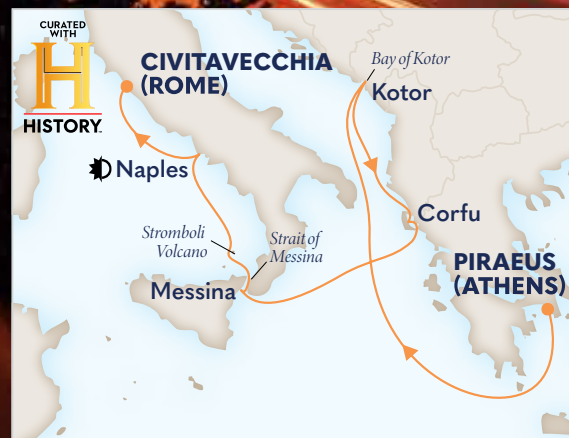 CURATED
WITH
H
HISTORY.
CIVITAVECCHIA
(ROME)
Bay of Kotor
Kotor
Naples
Corfu
Stromboli
Volcano
Strait of
Messina
PIRAEUS
(ATHENS)
Messina